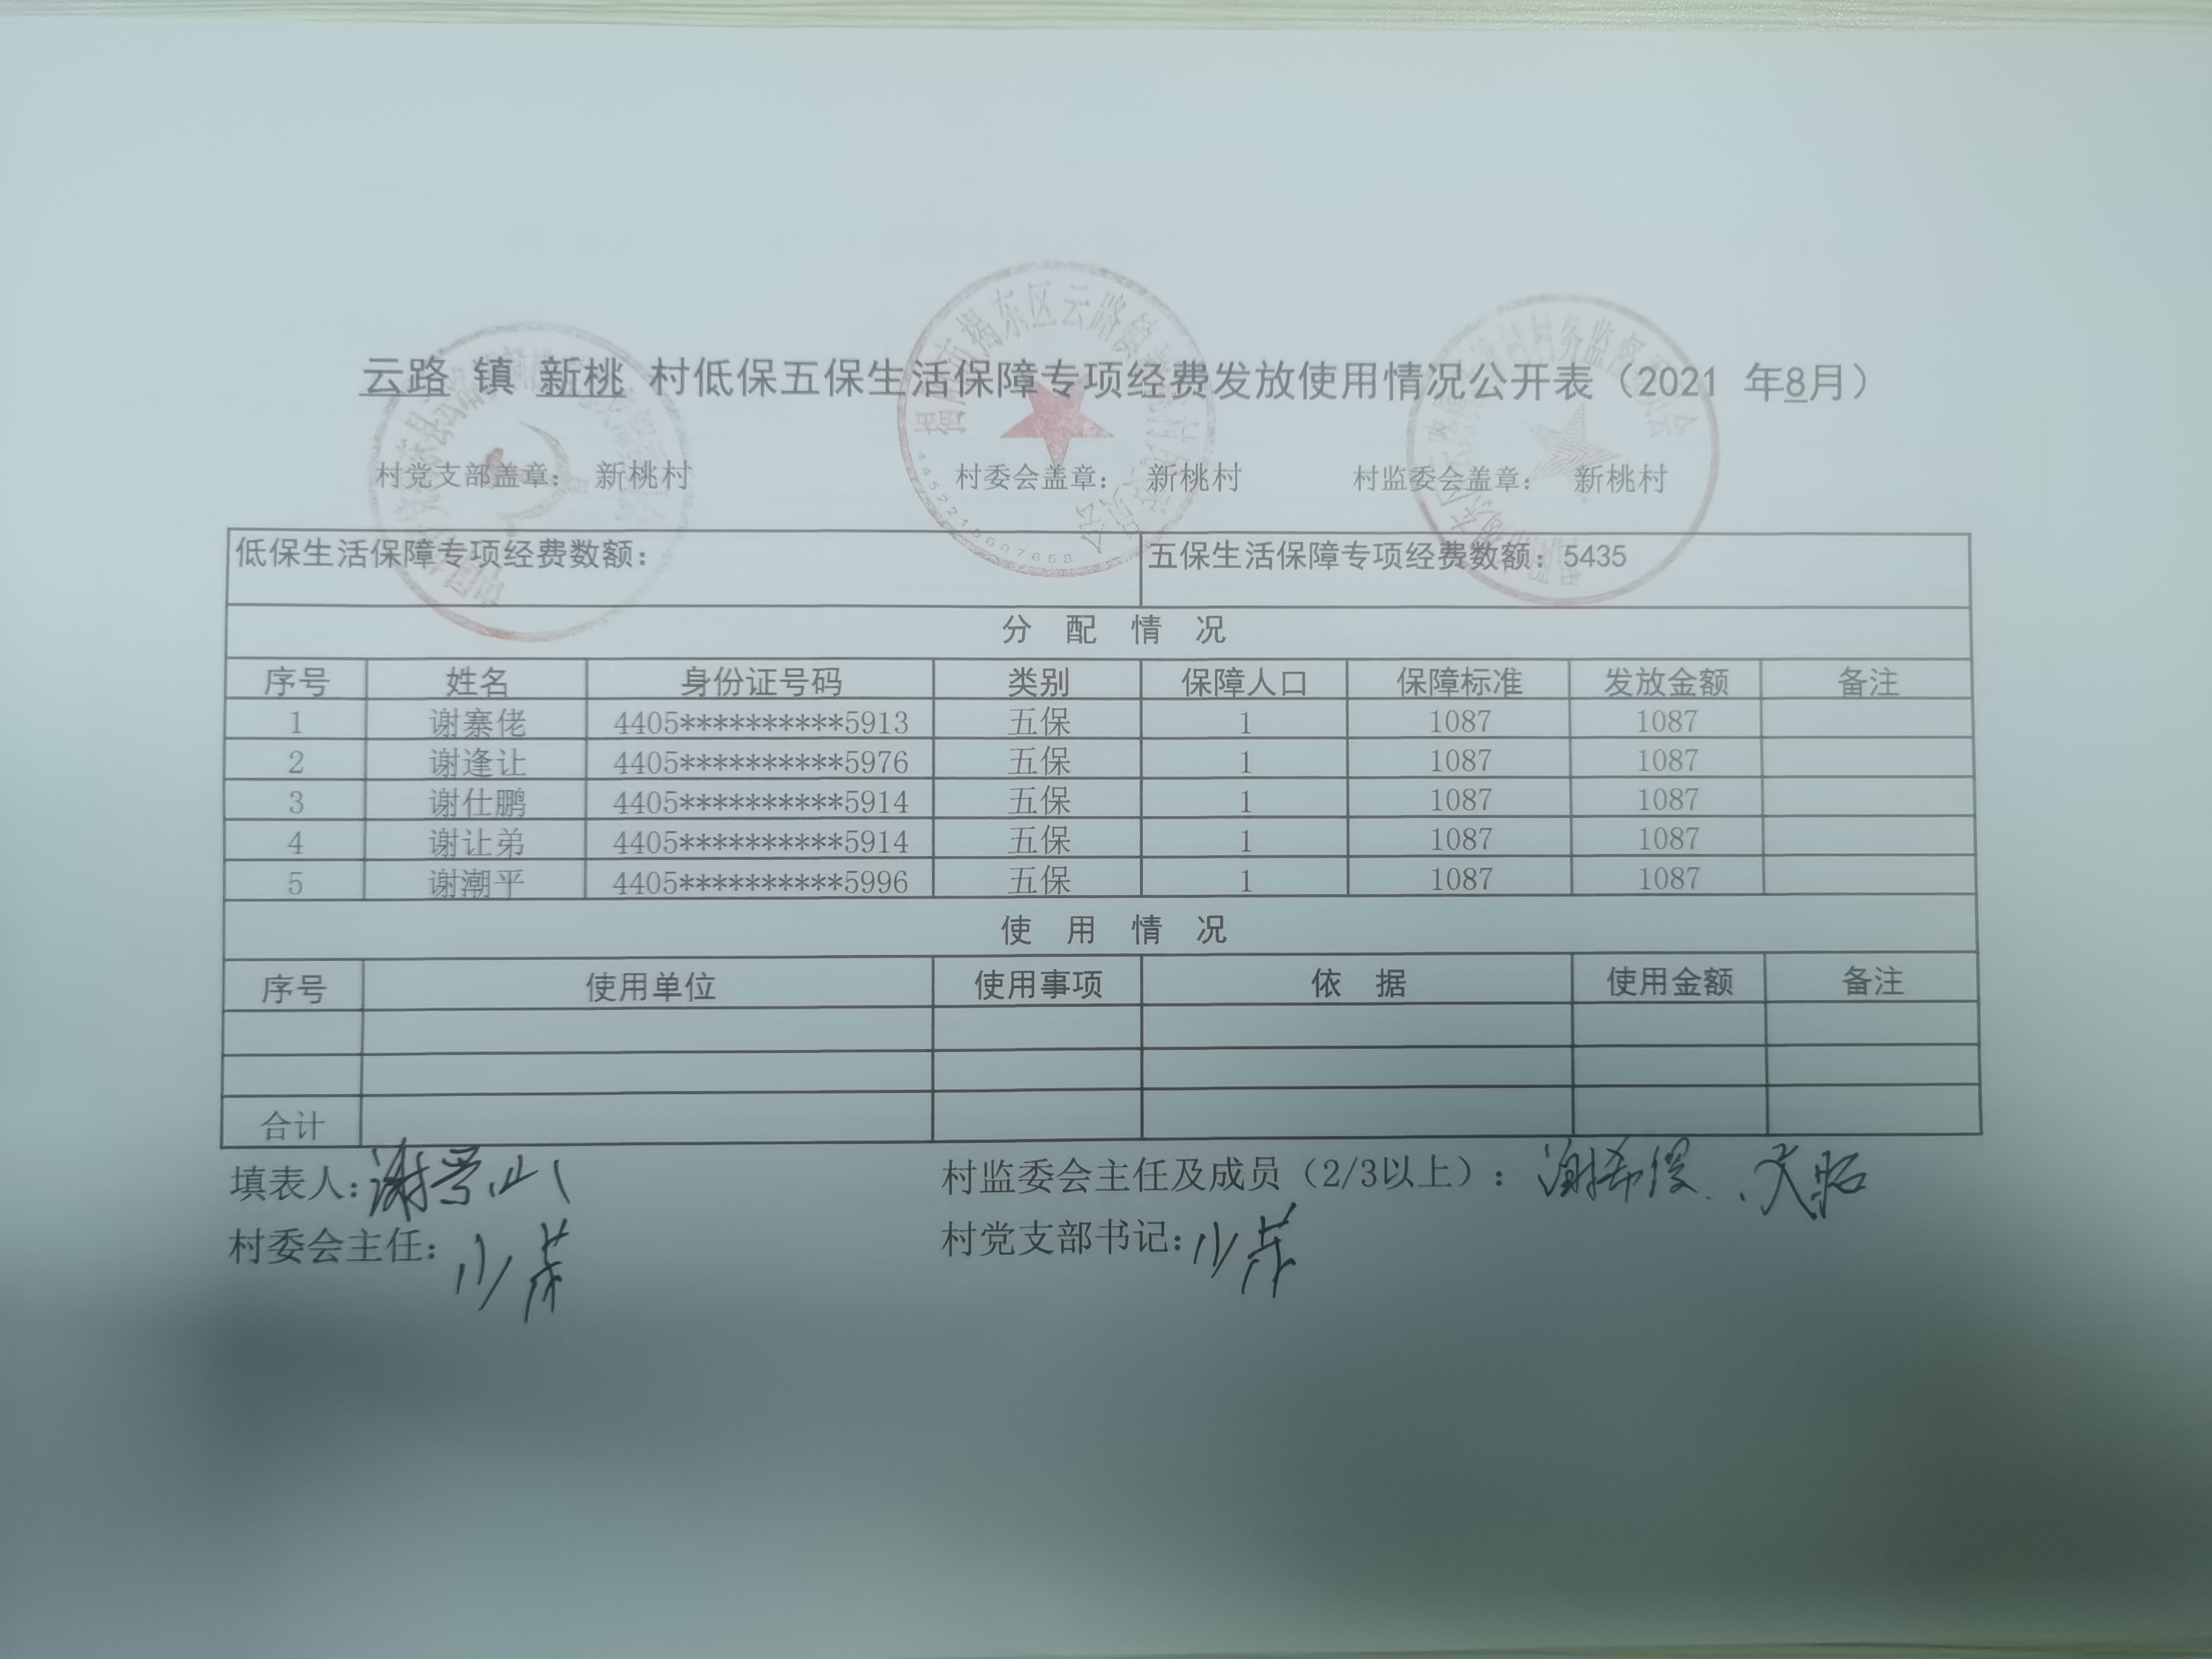 云路 镇 新桃 村低保五保生活保障专项经费发放使用情况公开表（2021 年8月）
村党支部盖章： 新桃村 村委会盖章： 新桃村 村监委会盖章： 新桃村
低保生活保障专项经费数额： 五保生活保障专项经费数额：5435
分 配 情 况
序号 姓名 身份证号码 类别 保障人口 保障标准 发放金额 备注
1 谢寨佬 4405**********5913 五保 1 1087 1087
2 谢逢让 4405**********5976 五保 1 1087 1087
3 谢仕鹏 4405**********5914 五保 1 1087 1087
4 谢让弟 4405**********5914 五保 1 1087 1087
5 谢潮平 4405**********5996 五保 1 1087 1087
使 用 情 况
序号 使用单位 使用事项 依 据 使用金额 备注
合计
填表人： 村监委会主任及成员（2/3以上）：
村委会主任： 村党支部书记：